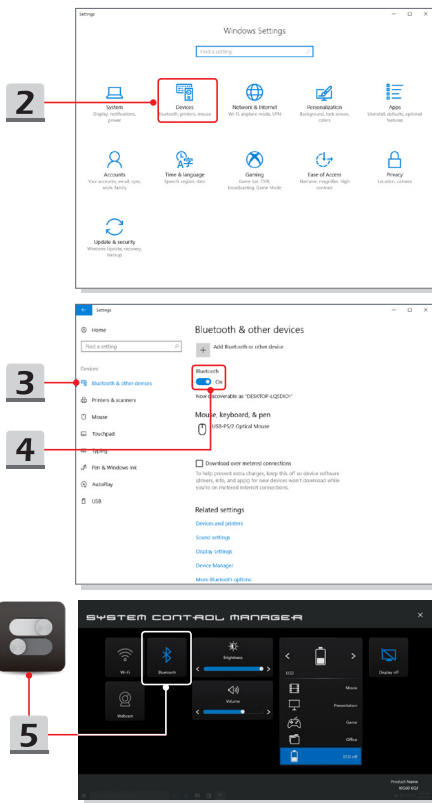 Settings
Windows Settings
Find a setting
2
System
Display, notifications,
power
Devices
Bluetooth, printers, mouse
Network & Internet
Wi-Fi, airplane mode, VPN
Personalization
Background, lock screen,
colors
Apps
Uninstall, defaults, optional
features
Accounts
Your accounts, email, sync,
work, family
Time & language
Speech, region, date
Gaming
Game bar, DVR,
broadcasting, Game Mode
Ease of Access
Narrator, magnifier, high
contrast
Privacy
Location, camera
Update & security
Windows Update, recovery,
backup
Settings
Home
Find a setting
Devices
3
Bluetooth & other devices
Printers & scanners
Mouse
Touchpad
4
Typing
Pen & Windows Ink
AutoPlay
USB
Bluetooth & other devices
Add Bluetooth or other device
Bluetooth
On
Now discoverable as
Mouse, keyboard, & pen
USB-PS/2 Optical Mouse
Download over metered connections
To help prevent extra charges, keep this off so device software
(drivers, info, and apps) for new devices won't download while
you're on metered Internet connections.
Related settings
Devices and printers
Sound settings
Display settings
Device Manager
More Bluetooth options
SYSTEM CONTROL MANAGER
Wi-Fi
Bluetooth
Brightness
ECO
Display off
Webcam
Volume
Mouse
Presentation
Game
Office
ECO off
5
Product Name